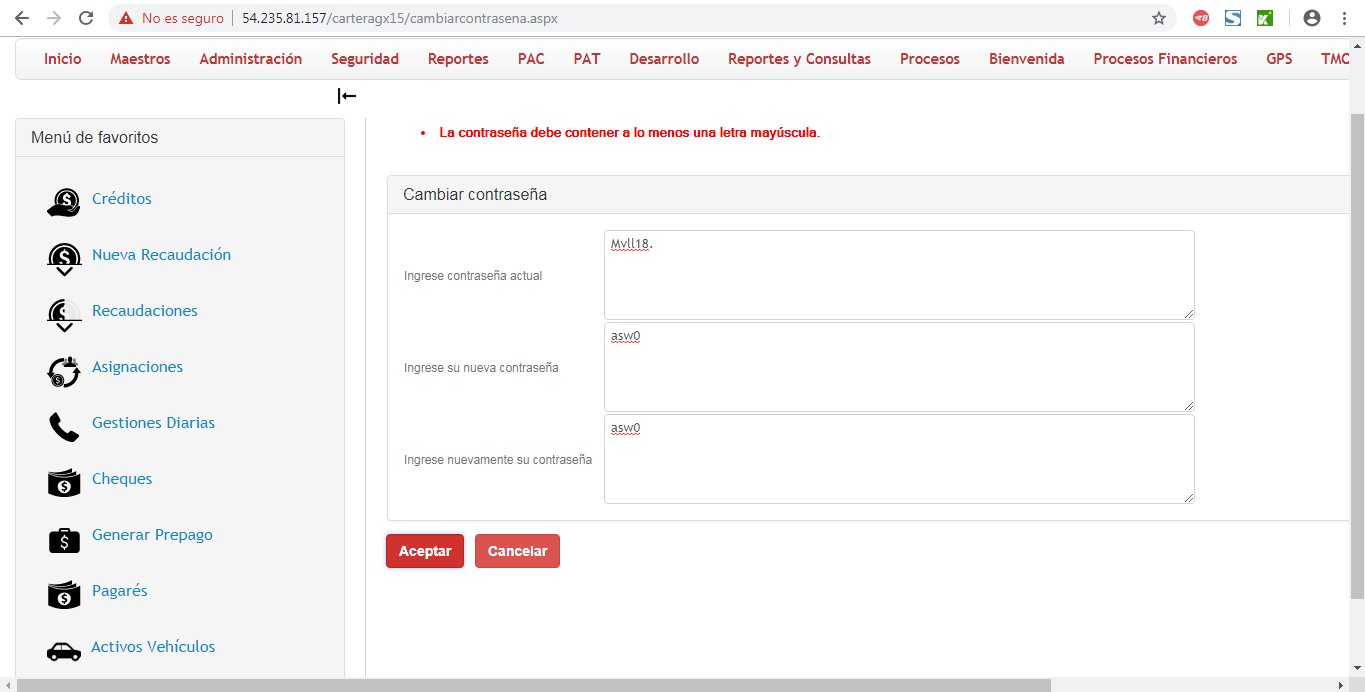 No es seguro | 54.235.81.157/carteragx15/cambiarcontrasena.aspx
Inicio Maestros Administración Seguridad Reportes PAC PAT Desarrollo Reportes y Consultas Procesos Bienvenida Procesos Financieros GPS TMO
Menú de favoritos
Créditos
Nueva Recaudación
Recaudaciones
Asignaciones
Gestiones Diarias
Cheques
Generar Prepago
Pagarés
Activos Vehículos
• La contraseña debe contener a lo menos una letra mayúscula.
Cambiar contraseña
Ingrese contraseña actual
Mvll18.
Ingrese su nueva contraseña
asw0
Ingrese nuevamente su contraseña
asw0
Aceptar Cancelar